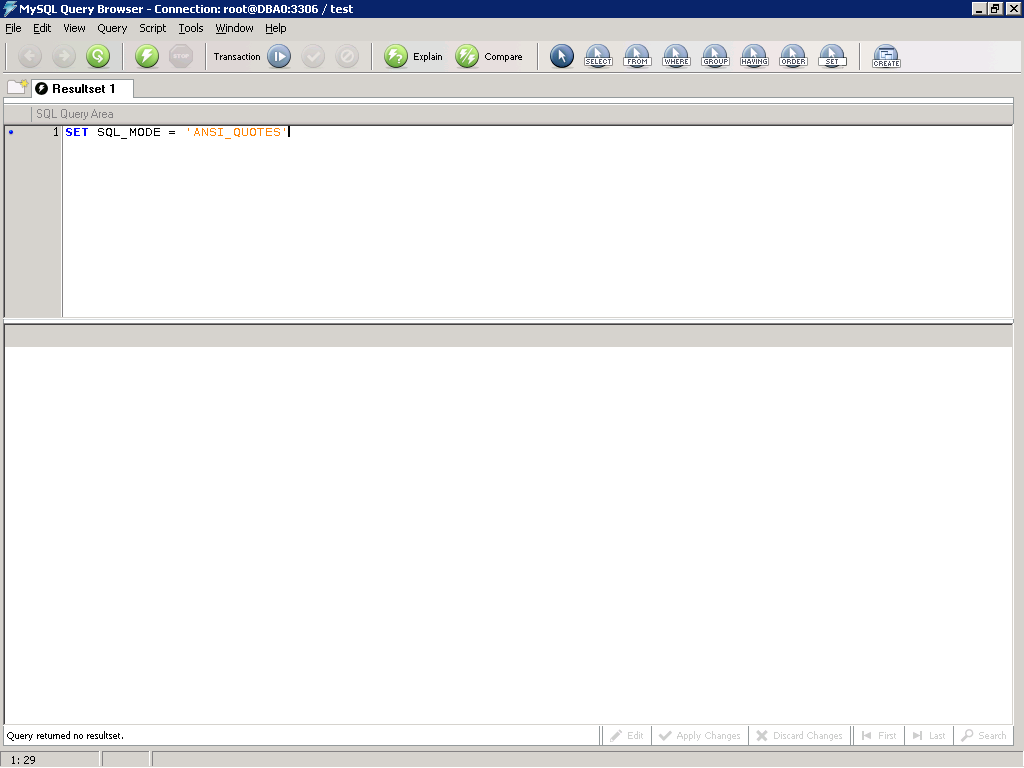 MySQL Query Browser - Connection: root@DBA0:3306 / test
File Edit View Query Script Tools Window Help
STOP Transaction Explain Compare SELECT FROM WHERE GROUP HAVING ORDER SET CREATE
Resultset 1
SQL Query Area
1 SET SQL_MODE = 'ANSI_QUOTES'
Query returned no resultset. Edit Apply Changes Discard Changes First Last Search
1: 29